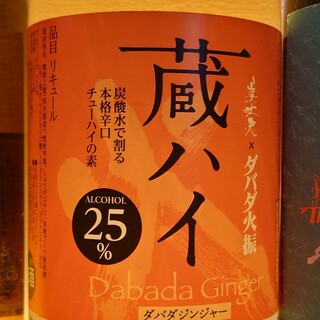 蔵ハイ
美丈夫
×
ダバダ火振
炭酸水で割る
本格辛口
チューハイの素
ALCOHOL
25
%
Dabada Ginger
ダバダジンジャー
品目 リキュール